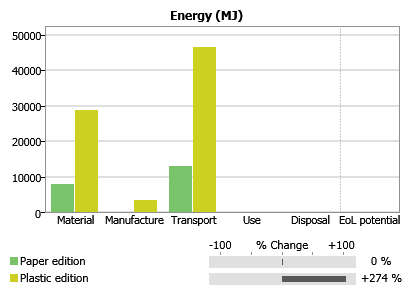 Energy (MJ)
50000
40000
30000
20000
10000
0
Material Manufacture Transport Use Disposal EoL potential
-100 % Change +100
Paper edition 0 %
Plastic edition +274 %